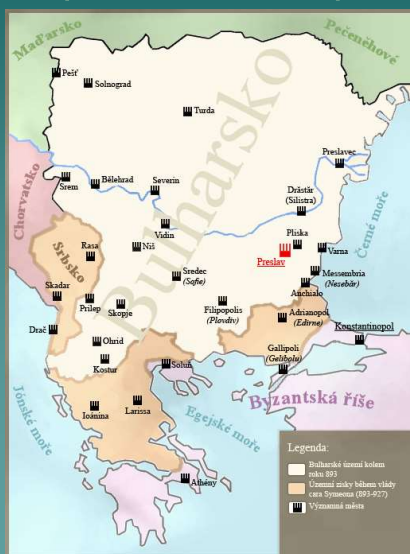 Maďarsko
Pečeněhové
Pešť
Solnograd
Turda
Bulharsko
Preslavec
Chorvatsko
Srem
Bělehrad
Severin
Drăstăr
(Silistra)
Vidin
Pliska
Preslav
Varna
Černé moře
Srbsko
Rasa
Niš
Sredec
(Sofie)
Messembria
(Nesebăr)
Anchialo
Skadar
Prilep
Skopje
Filipopolis
(Plovdiv)
Adrianopol
(Edirne)
Konstantinopol
Drač
Ohrid
Kostur
Soluň
Gallipoli
(Gelibolu)
Byzantská říše
Jónské moře
Ioánina
Larissa
Egejské moře
Athény
Legenda:
Bulharské území kolem
roku 893
Územní zisky během vlády
cara Symeona (893-927)
Významná města